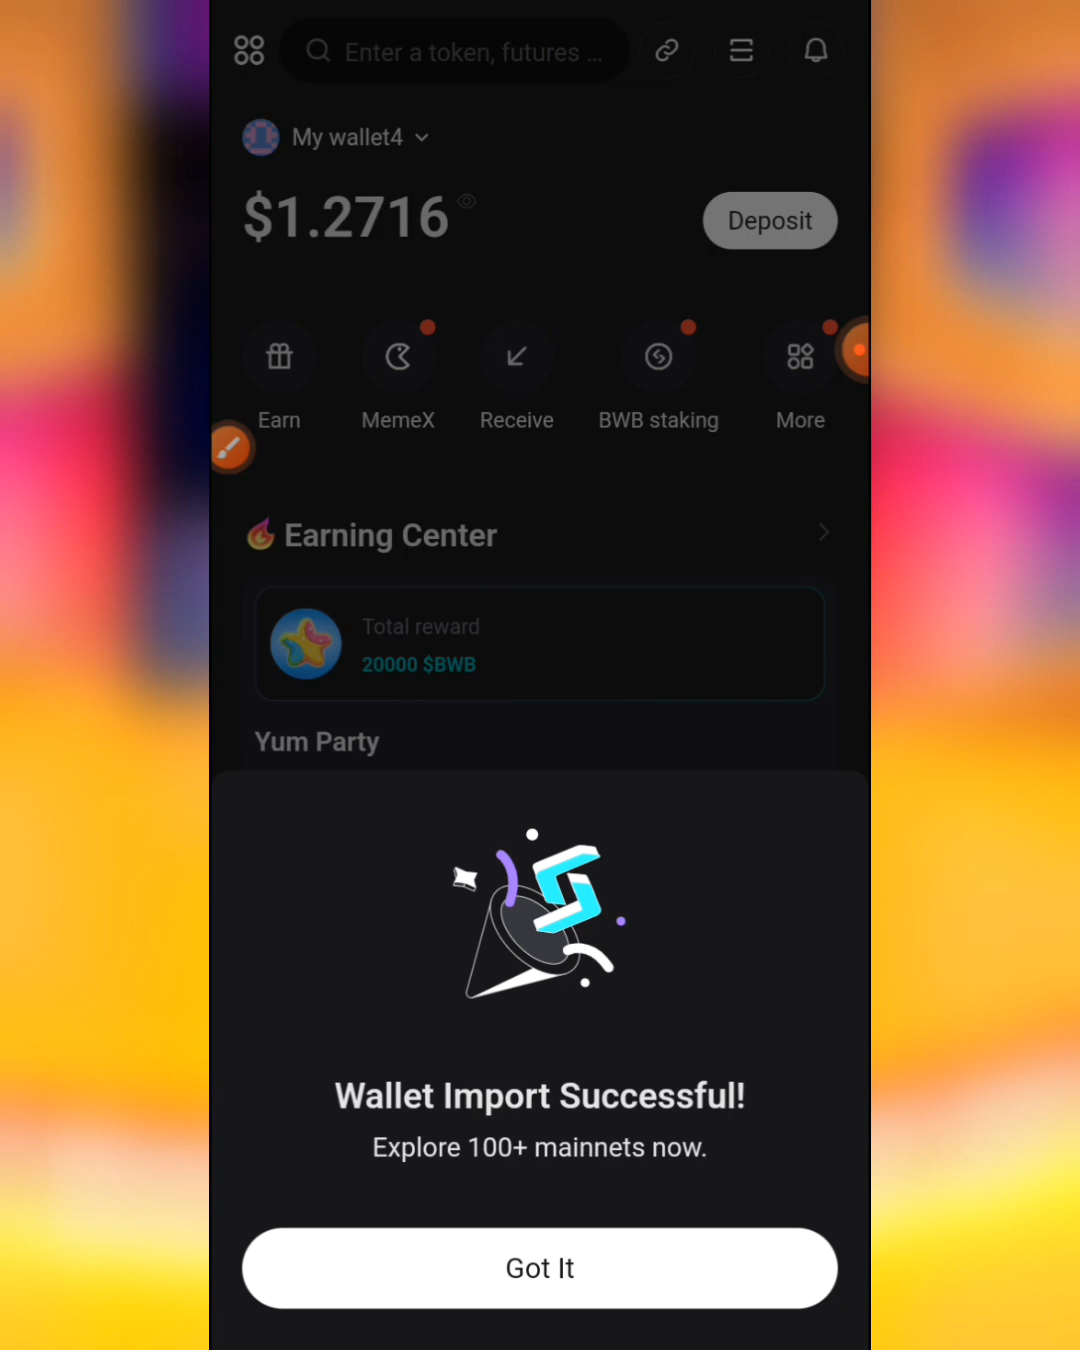 Enter a token, futures ...
My wallet4
$1.2716
Deposit
Earn
MemeX
Receive
BWB staking
More
Earning Center
Total reward
20000 $BWB
Yum Party
Wallet Import Successful!
Explore 100+ mainnets now.
Got It